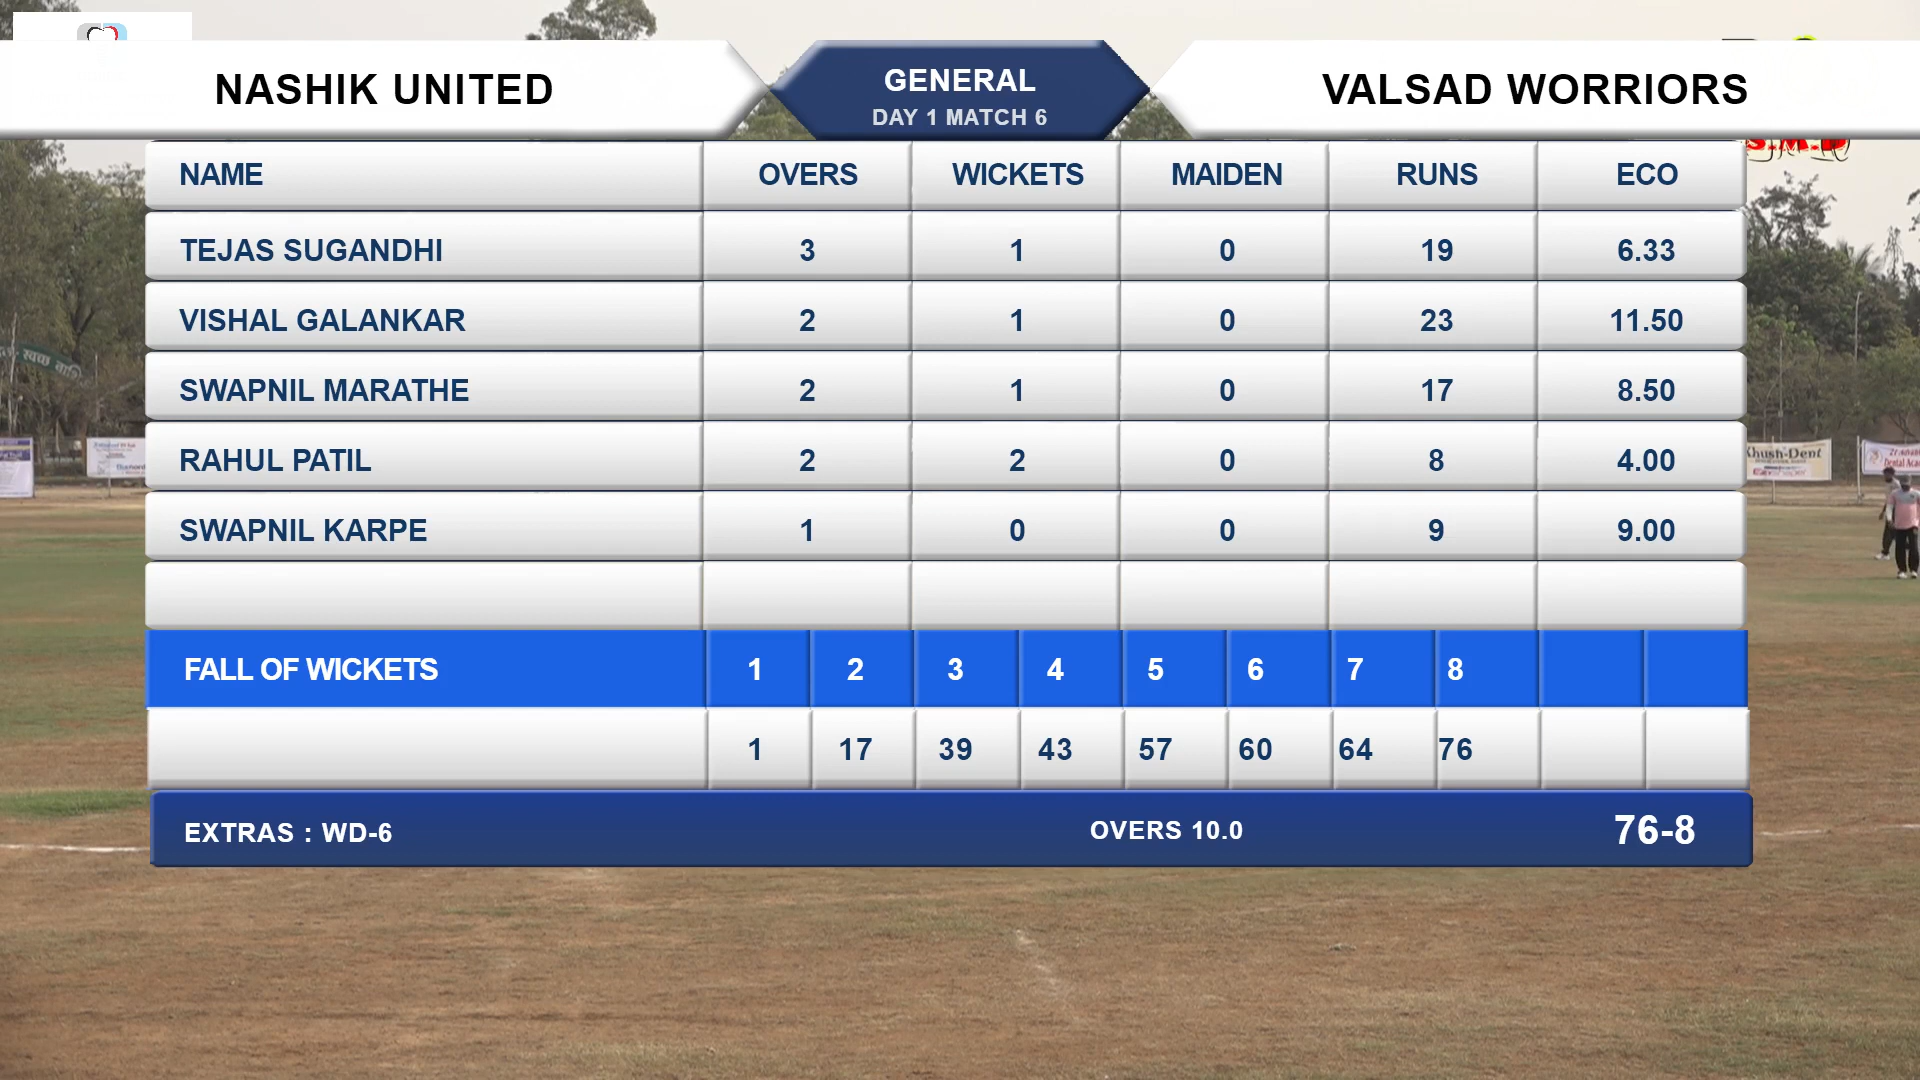 NASHIK UNITED
GENERAL
DAY 1 MATCH 6
VALSAD WORRIORS
NAME OVERS WICKETS MAIDEN RUNS ECO
TEJAS SUGANDHI 3 1 0 19 6.33
VISHAL GALANKAR 2 1 0 23 11.50
SWAPNIL MARATHE 2 1 0 17 8.50
RAHUL PATIL 2 2 0 8 4.00
SWAPNIL KARPE 1 0 0 9 9.00
FALL OF WICKETS 1 2 3 4 5 6 7 8
1 17 39 43 57 60 64 76
EXTRAS : WD-6 OVERS 10.0 76-8
स्वच्छ
Khush-Dent